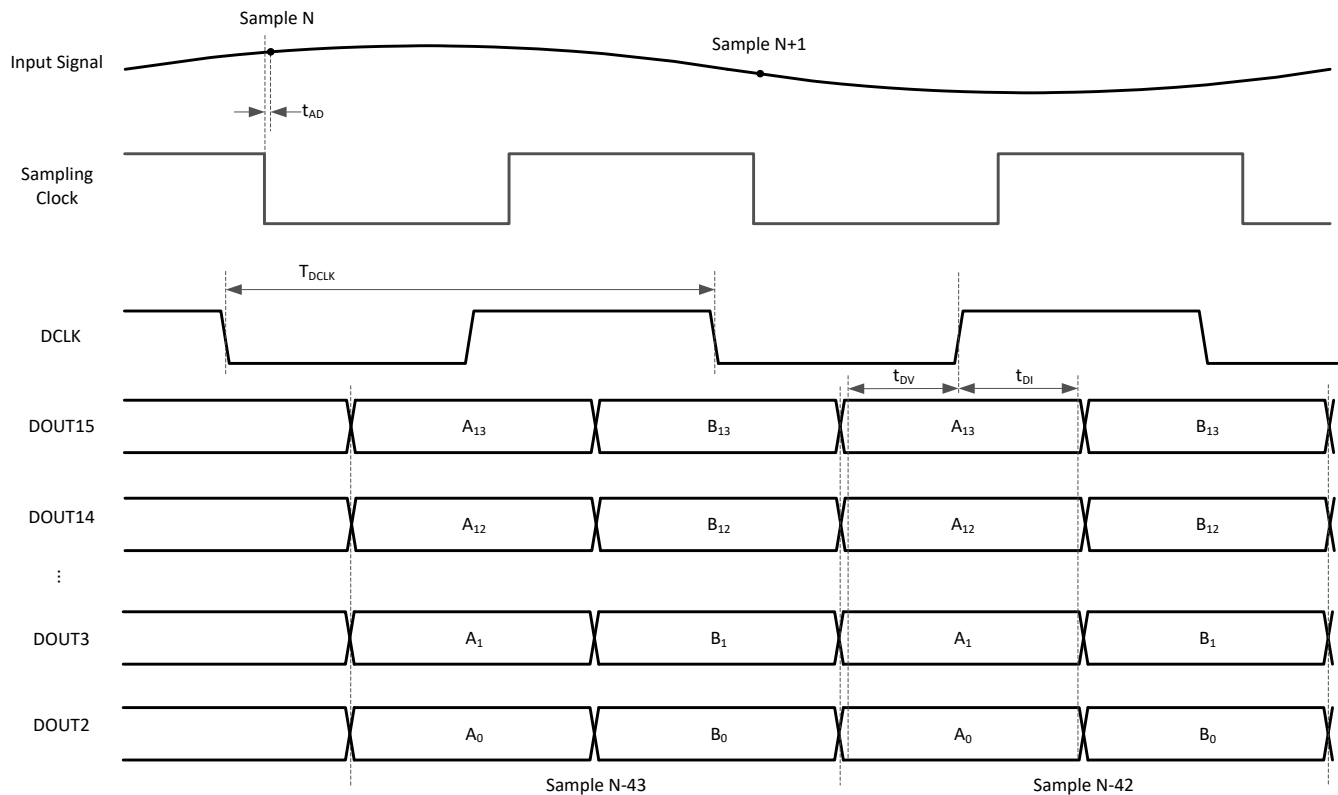 Sample N
Sample N+1
Input Signal
tAD
Sampling
Clock
TDCLK
DCLK
tDV
tDI
DOUT15
A13
B13
A13
B13
DOUT14
A12
B12
A12
B12
...
DOUT3
A1
B1
A1
B1
DOUT2
A0
B0
A0
B0
Sample N-43
Sample N-42